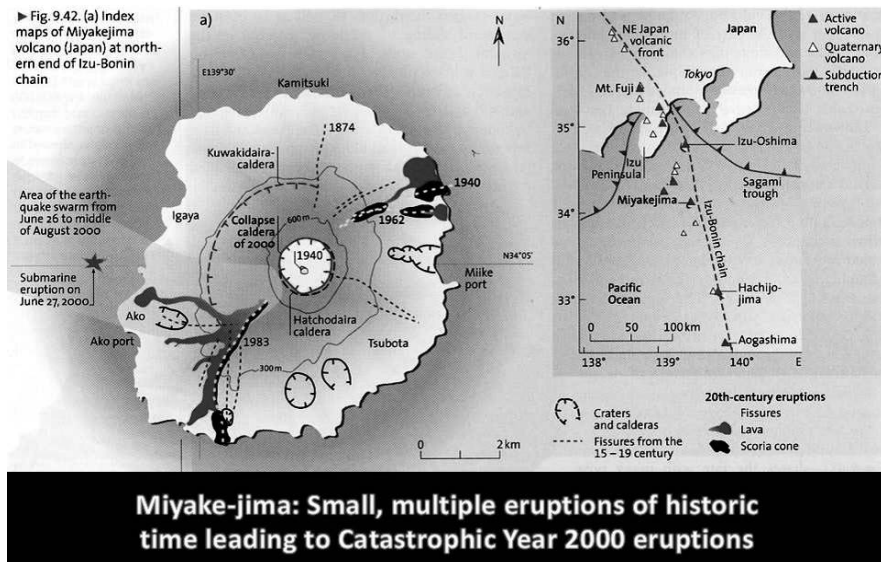 ► Fig. 9.42. (a) Index
maps of Miyakejima
volcano (Japan) at north-
ern end of Izu-Bonin
chain
a)
N
E139°30'
Kamitsuki
1874
Kuwakidaira-
caldera
1940
Area of the earth-
quake swarm from
June 26 to middle
of August 2000
Igaya
Collapse
caldera
of 2000
600m
1962
1940
N34°05'
Submarine
eruption on
June 27, 2000
Miike
port
Ako
Ako port
Hatchodaira
caldera
1983
Tsubota
300m
0 2 km
N
36°
35°
34°
33°
NE Japan
volcanic
front
Japan
Tokyo
Mt. Fuji
Izu-Oshima
Izu
Peninsula
Sagami
trough
Miyakejima
Izu-Bonin
chain
Pacific
Ocean
Hachijo-
jima
0 50 100 km
Aogashima
138° 139° 140° E
Active
volcano
Quaternary
volcano
Subduction
trench
Craters
and calderas
Fissures from the
15 – 19 century
20th-century eruptions
Fissures
Lava
Scoria cone
Miyake-jima: Small, multiple eruptions of historic
time leading to Catastrophic Year 2000 eruptions